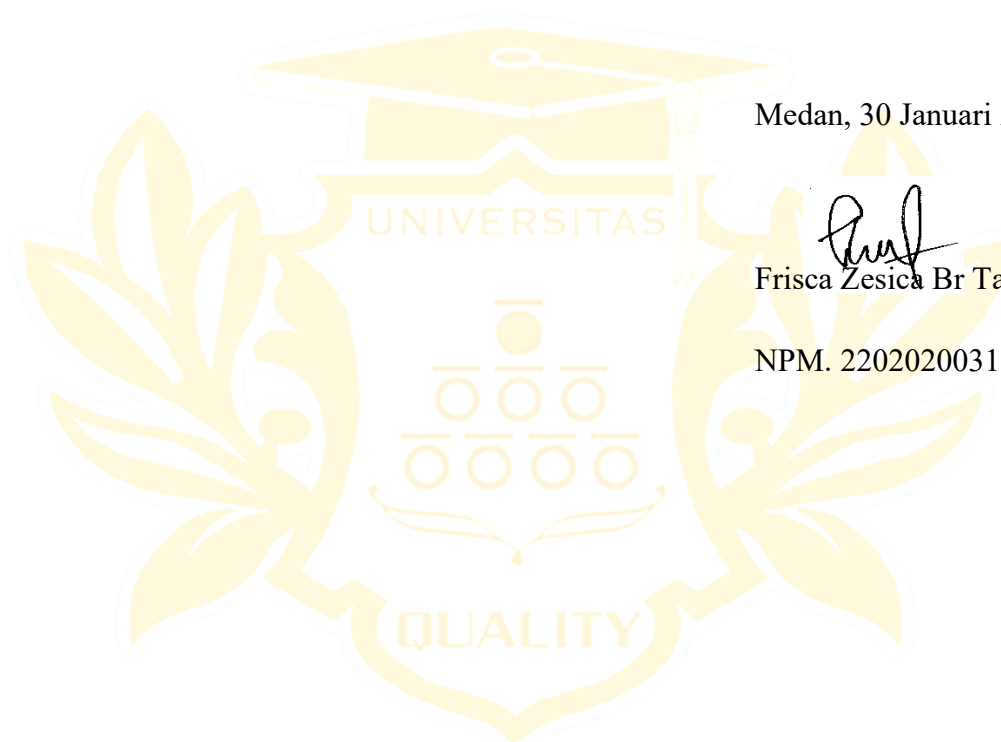 Medan, 30 Januari
UNIVERSITAS
Frisca Zesica Br
NPM. 2202020031
QUALITY